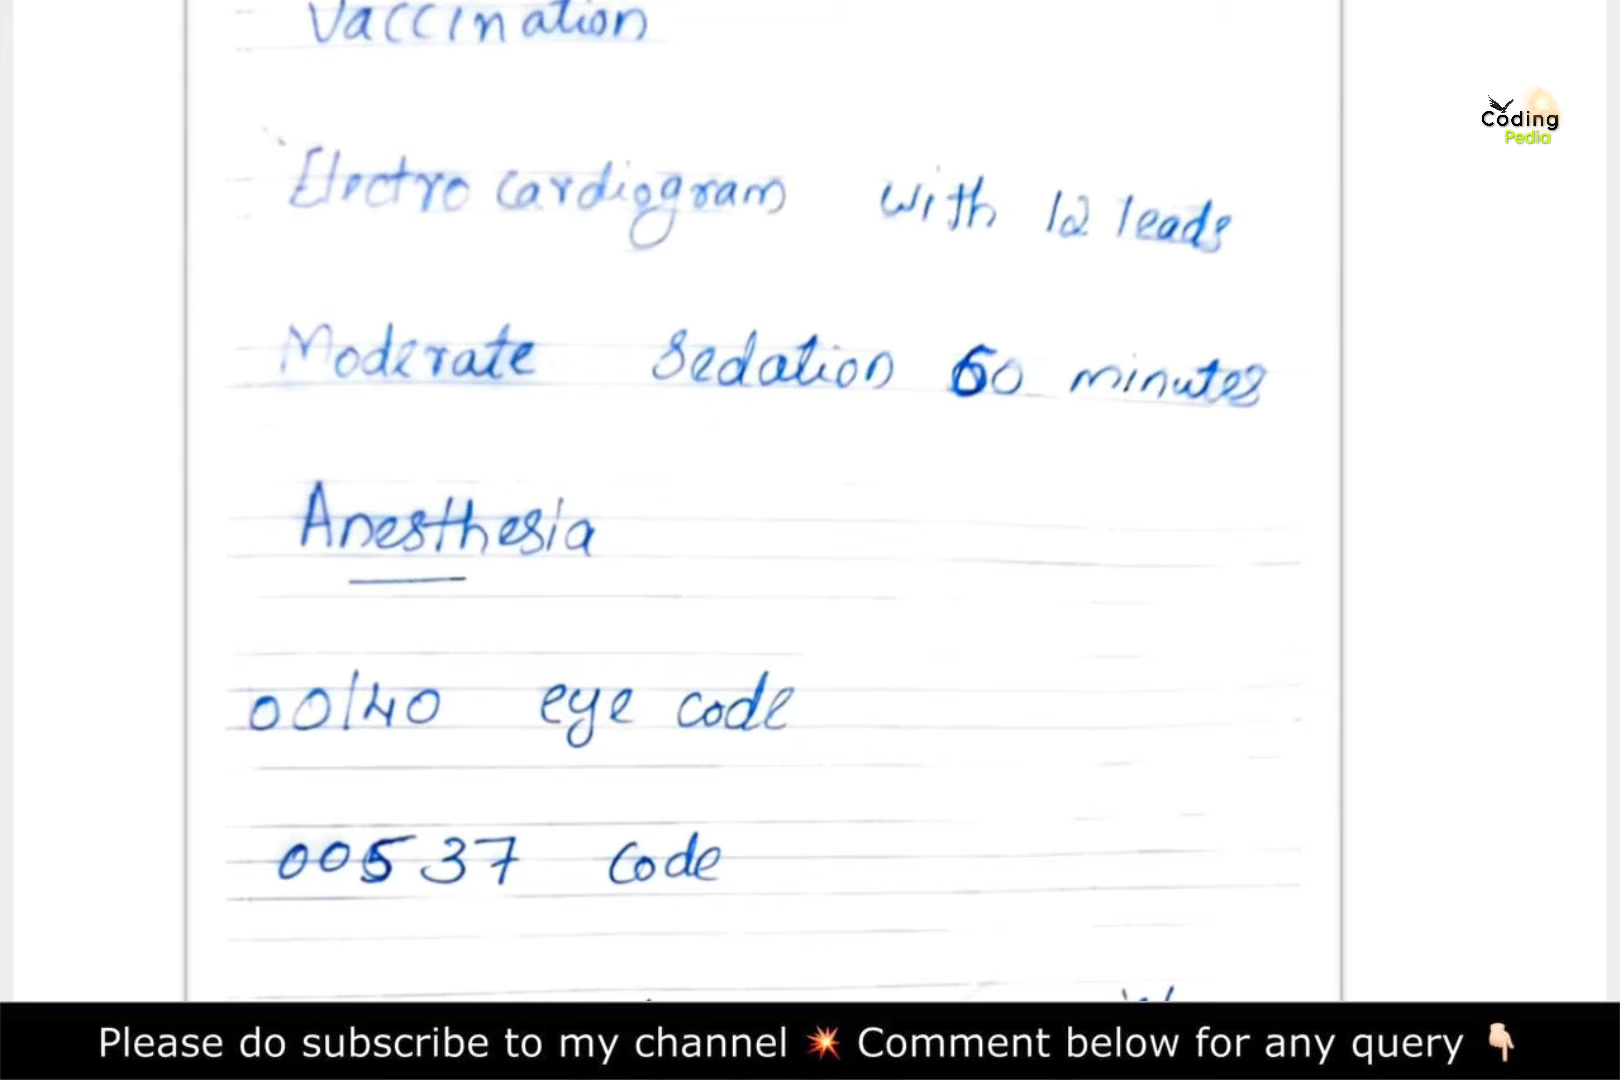 Vaccination
Coding
Pedia
Electro cardiogram with 12 leads
Moderate Sedation 60 minutes
Anesthesia
00140 eye code
00537 Code
Please do subscribe to my channel 💥 Comment below for any query 👇🏻